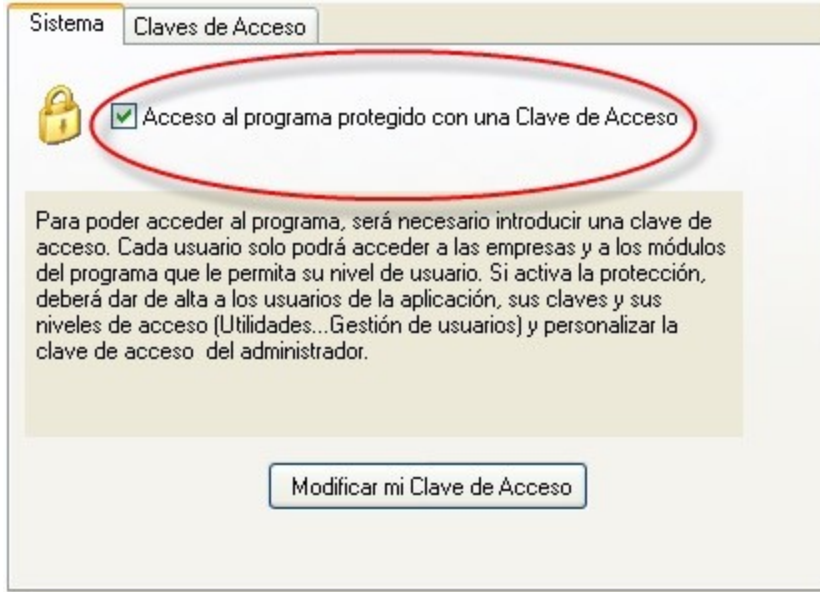 Sistema
Claves de Acceso
Acceso al programa protegido con una Clave de Acceso
Para poder acceder al programa, será necesario introducir una clave de
acceso. Cada usuario solo podrá acceder a las empresas y a los módulos
del programa que le permita su nivel de usuario. Si activa la protección,
deberá dar de alta a los usuarios de la aplicación, sus claves y sus
niveles de acceso (Utilidades...Gestión de usuarios) y personalizar la
clave de acceso  del administrador.
Modificar mi Clave de Acceso